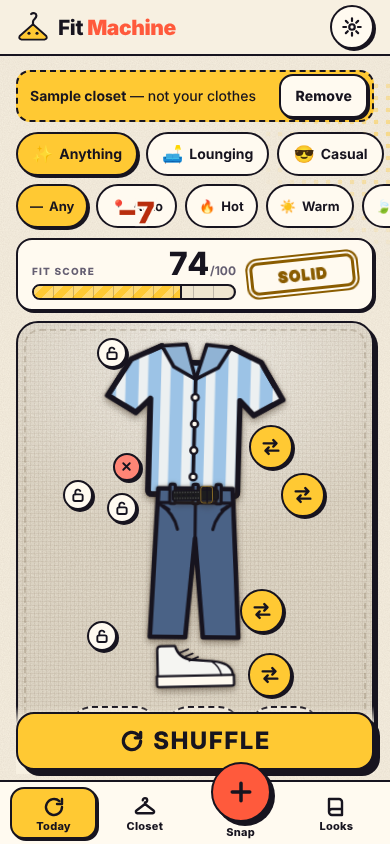 Fit Machine
Sample closet — not your clothes
Remove
Anything
Lounging
Casual
— Any
-7
Hot
Warm
FIT SCORE
74/100
SOLID
SHUFFLE
Today
Closet
Snap
Looks